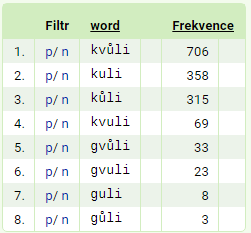 Filtr word Frekvence
1. p/n kvůli 706
2. p/n kuli 358
3. p/n kůli 315
4. p/n kvuli 69
5. p/n gvůli 33
6. p/n gvuli 23
7. p/n guli 8
8. p/n gůli 3